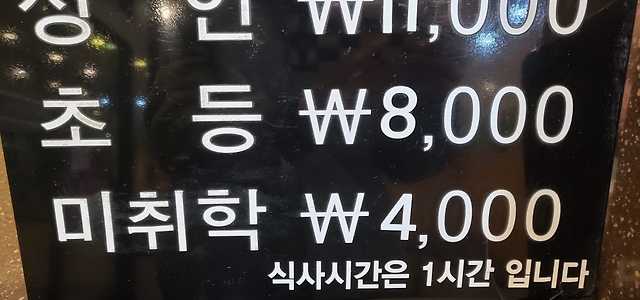 성 인 ₩11,000
초 등 ₩8,000
미취학 ₩4,000
식사시간은 1시간 입니다